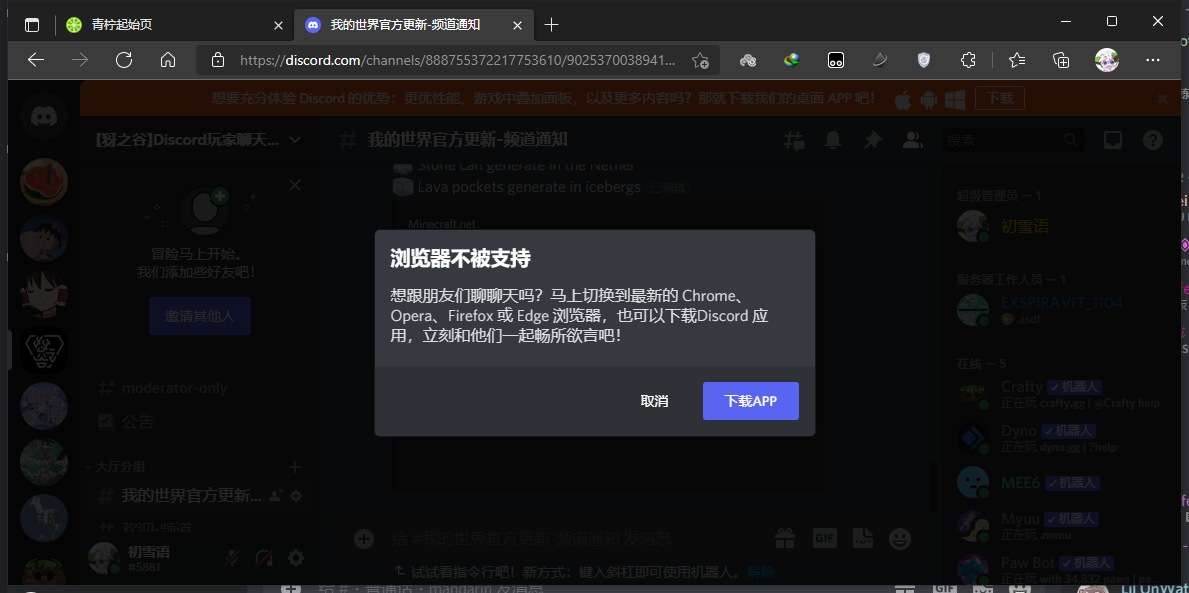 青柠起始页
我的世界官方更新-频道通知
https://discord.com/channels/888755372217753610/9025370038941...
想要充分体验 Discord 的优势：更优性能、游戏中叠加面板，以及更多内容吗？那就下载我们的桌面 APP 吧！
下载
【犽之谷】Discord玩家聊天...
我的世界官方更新-频道通知
搜索
Stone can generate in the Nether
Lava pockets generate in icebergs (已编辑)
Minecraft.net
冒险马上开始。
我们添加些好友吧！
邀请其他人
moderator-only
公告
大厅分组
我的世界官方更新...
欢迎-频道
初雪语
#5881
浏览器不被支持
想跟朋友们聊聊天吗？马上切换到最新的 Chrome、
Opera、Firefox 或 Edge 浏览器，也可以下载Discord 应
用，立刻和他们一起畅所欲言吧！
取消
下载APP
给 #我的世界官方更新-频道通知 发消息
GIF
试试看指令行吧！新方式：键入斜杠即可使用机器人。 解除
超级管理员 — 1
初雪语
服务器工作人员 — 1
EXSPIRAVIT_1104
asdf
在线 — 5
Crafty 机器人
正在玩 crafty.gg | @Crafty help
Dyno 机器人
正在玩 dyno.gg | ?help
MEE6 机器人
Myuu 机器人
正在玩 .menu
Paw Bot 机器人
正在玩 with 34,832 paws | pa...